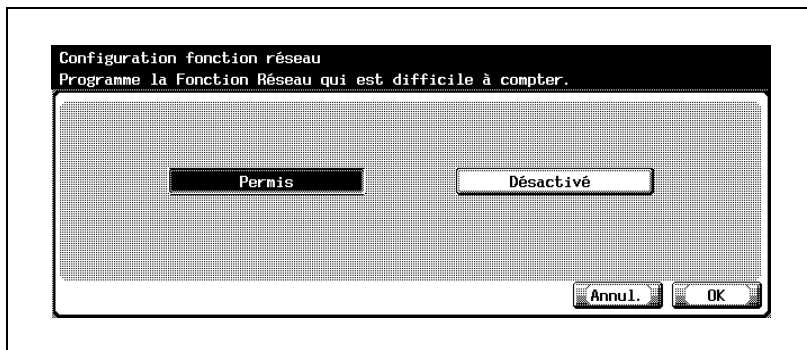 Configuration fonction réseau
Programme la Fonction Réseau qui est difficile à compter.
Permis Désactivé
Annul. OK